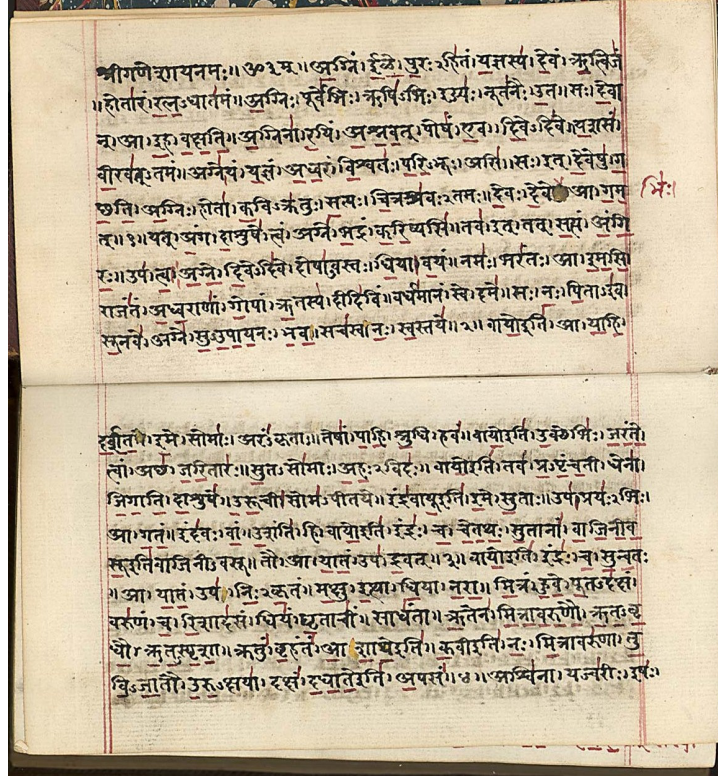 श्रीगणेशायनमः॥ॐ३म्॥अग्निं। ईळे। पुरःऽहितं। यज्ञस्य। देवं। ऋत्विजं
॥होतारं।रत्नऽधातमं॥अग्निः। पूर्वेभिः। ऋषिऽभिः। ईड्यः। नूतनैः। उत॥सः। देवा
न्। आ। इह। वक्षति॥अग्निना। रयिं। अश्नवत्। पोषं। एव। दिवेऽदिवे॥यशसं।
वीरवत्ऽतमं॥अग्ने।यं। यज्ञं। अध्वरं।विश्वतः।परिऽभूः। असि॥सः। इत्। देवेषु।ग
च्छति। अग्निः। होता। कविऽक्रतुः। सत्यः। चित्रश्रवःऽतमः॥देवः। देवेभिः। आ। गम
त्॥१॥यत्। अंग। दाशुषे। त्वं। अग्ने। भद्रं। करिष्यसि॥तव। इत्। तत्। सत्यं। अंगि
रः॥उप। त्वा। अग्ने। दिवेऽदिवे। दोषाऽवस्तः। धिया। वयं॥नमः। भरंतः। आ। इमसि।
राजंतं। अध्वराणां। गोपां। ऋतस्य। दीदिविं॥वर्धमानं। स्वे। दमे॥सः। नः। पिताऽइव।
सूनवे। अग्ने। सुऽउपायनः। भव॥ सचस्व। नः। स्वस्तये॥२॥ वायोइति। आ। याहि।
दर्शत। इमे। सोमाः। अरंऽकृताः॥तेषां। पाहि। श्रुधि। हवं॥वायोइति। उक्थेभिः। जरंते।
त्वां। अच्छ। जरितारः॥सुतऽसोमाः। अहःऽविदः॥ वायोइति। तव। प्रऽपृंचती। धेना।
जिगाति। दाशुषे॥उरूची।सोमऽपीतये॥इंद्रवायूइति। इमे। सुताः॥उप।प्रयःऽभिः।
आ।गतं॥इंदवः। वां। उशंति। हि। वायोइति। इंद्रः। च। चेतथः। सुतानां। वाजिनीव
सूइतिवाजिनीऽवसू॥तौ। आ।यातं। उप। द्रवत्॥३॥वायोइति। इंद्रः। च। सुन्वतः
॥आ। यातं। उप। निःऽकृतं॥मक्षु। इत्था। धिया। नरा॥मित्रं। हुवे। पूतऽदक्षं।
वरुणं। च। रिशादसं॥धियं। घृताचीं। साधंता॥ऋतेन। मित्रावरुणौ। ऋतऽवृ
धौ। ऋतऽस्पृशा॥ क्रतुं। बृहंतं। आशाथेइति॥कवीइति। नः। मित्रावरुणा। तु
विऽजातौ। उरुऽक्षया। दक्षं। दधातेइति। अपसं॥४॥ अश्विना। यज्वरीः। इषः।
भिः।